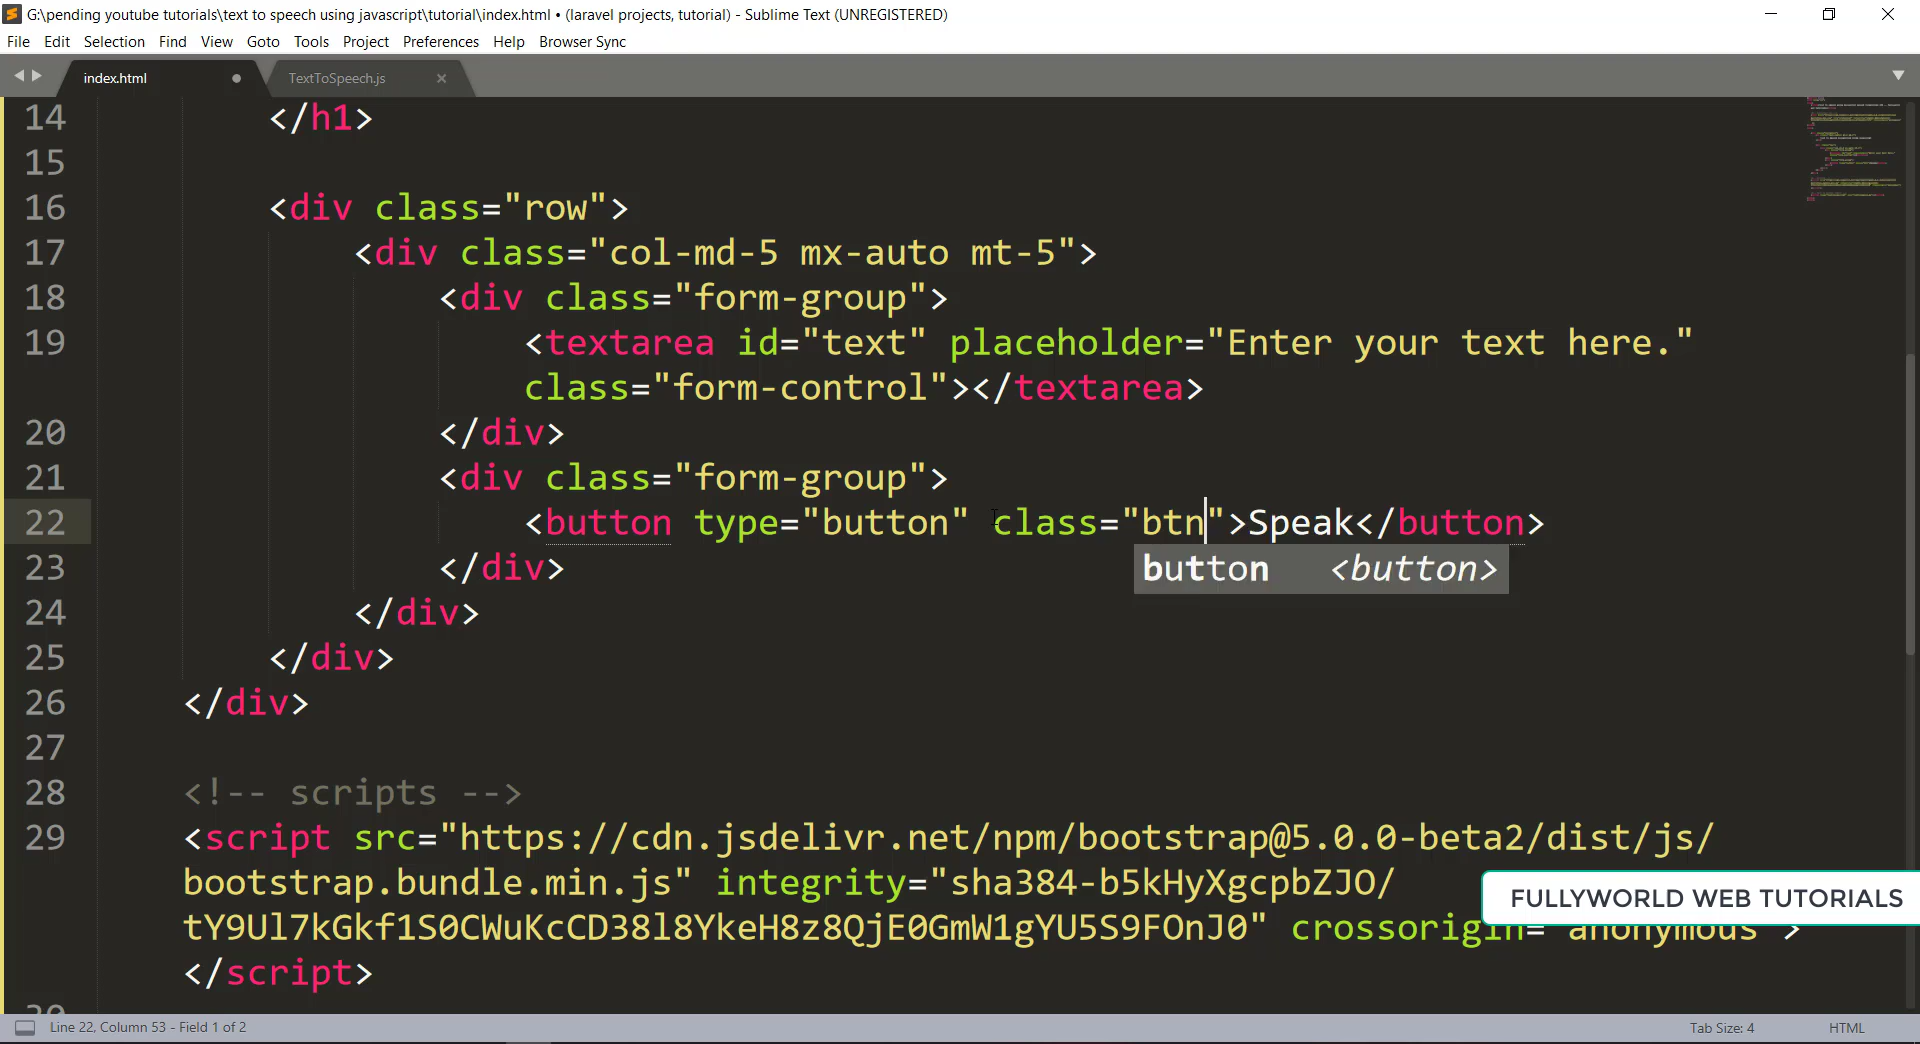 G:\pending youtube tutorials\text to speech using javascript\tutorial\index.html • (laravel projects, tutorial) - Sublime Text (UNREGISTERED)
File Edit Selection Find View Goto Tools Project Preferences Help Browser Sync
index.html TextToSpeech.js
14 </h1>
15
16 <div class="row">
17 <div class="col-md-5 mx-auto mt-5">
18 <div class="form-group">
19 <textarea id="text" placeholder="Enter your text here."
class="form-control"></textarea>
20 </div>
21 <div class="form-group">
22 <button type="button" class="btn">Speak</button>
button <button>
23 </div>
24 </div>
25 </div>
26 </div>
27
28 <!-- scripts -->
29 <script src="https://cdn.jsdelivr.net/npm/bootstrap@5.0.0-beta2/dist/js/
bootstrap.bundle.min.js" integrity="sha384-b5kHyXgcpbZJO/
tY9Ul7kGkf1S0CWuKcCD38l8YkeH8z8QjE0GmW1gYU5S9FOnJ0" crossorigin="anonymous">
</script>
FULLYWORLD WEB TUTORIALS
Line 22, Column 53 - Field 1 of 2
Tab Size: 4 HTML